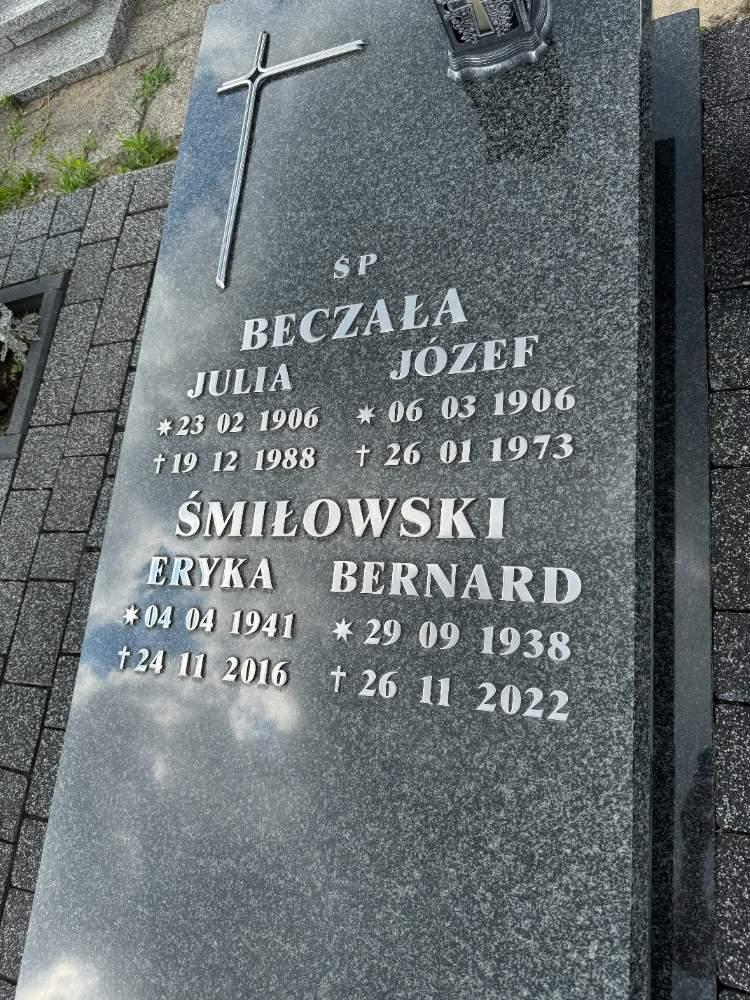 ŚP
BECZAŁA
JULIA JÓZEF
*23 02 1906 *06 03 1906
†19 12 1988 †26 01 1973
ŚMIŁOWSKI
ERYKA BERNARD
*04 04 1941 *29 09 1938
†24 11 2016 †26 11 2022